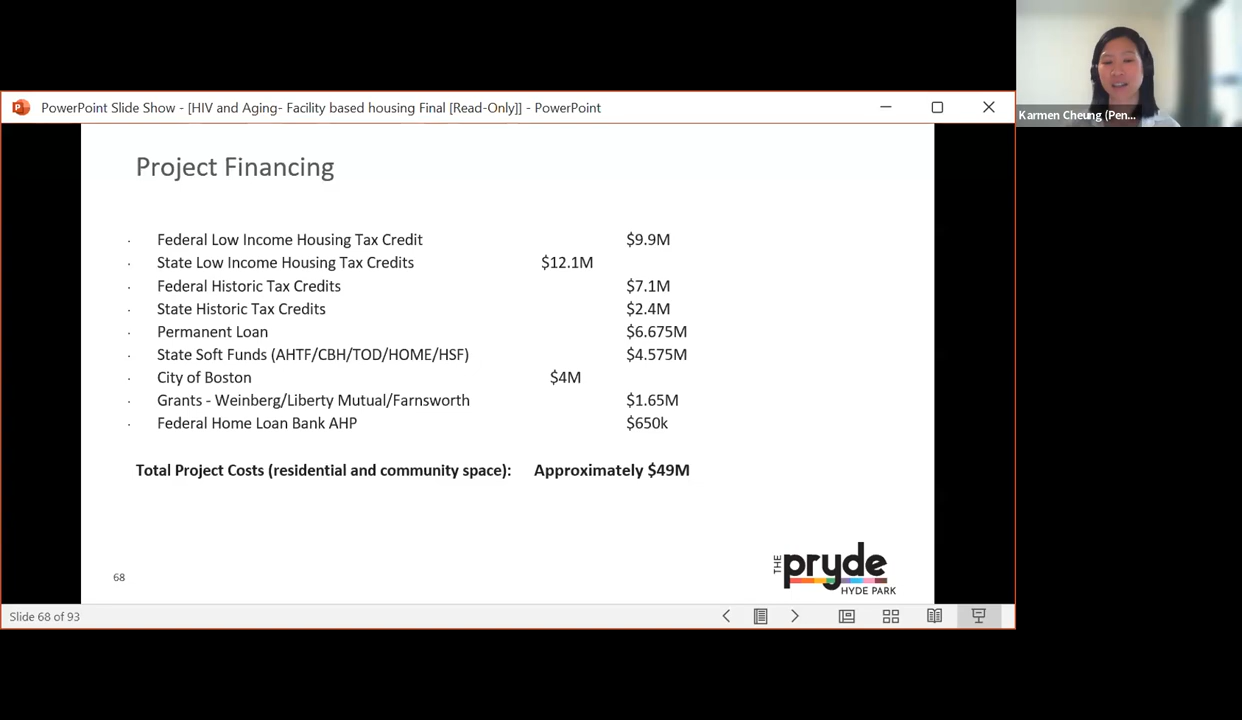 PowerPoint Slide Show - [HIV and Aging- Facility based housing Final [Read-Only]] - PowerPoint
Karmen Cheung (Pen...
Project Financing
· Federal Low Income Housing Tax Credit $9.9M
· State Low Income Housing Tax Credits $12.1M
· Federal Historic Tax Credits $7.1M
· State Historic Tax Credits $2.4M
· Permanent Loan $6.675M
· State Soft Funds (AHTF/CBH/TOD/HOME/HSF) $4.575M
· City of Boston $4M
· Grants - Weinberg/Liberty Mutual/Farnsworth $1.65M
· Federal Home Loan Bank AHP $650k
Total Project Costs (residential and community space): Approximately $49M
THE pryde
HYDE PARK
68
Slide 68 of 93